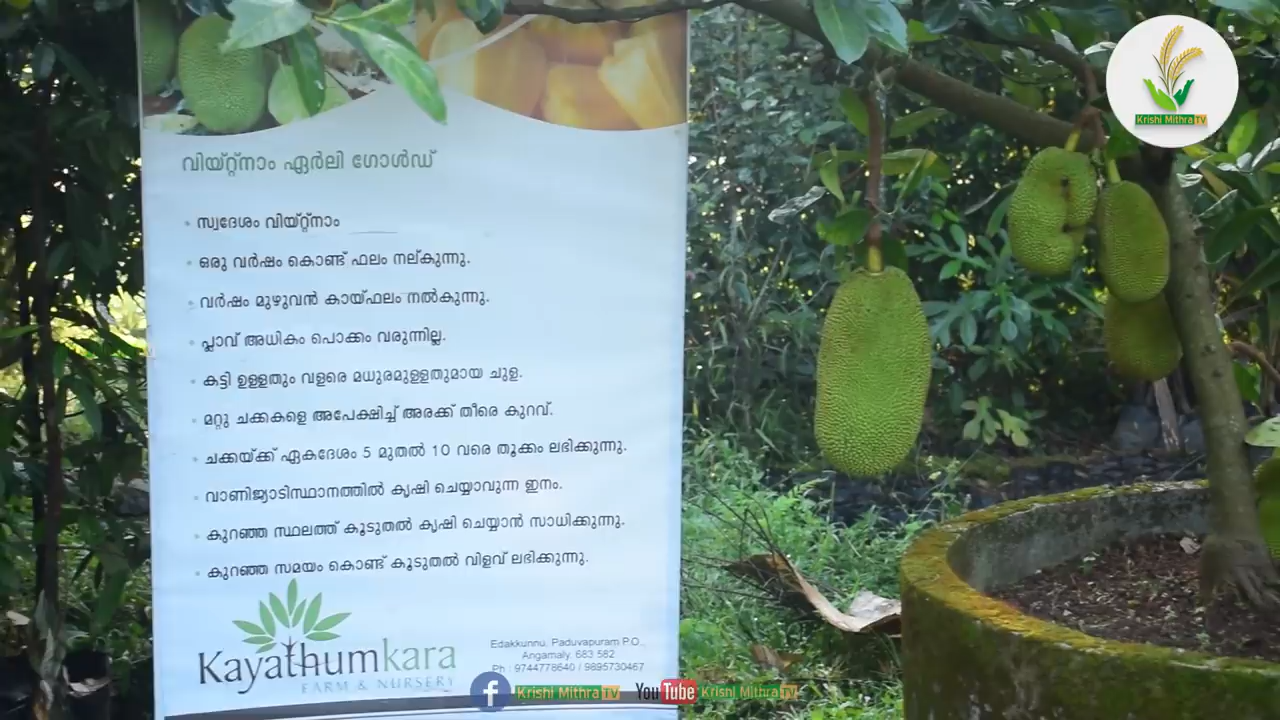 Krishi Mithra TV
വിയ്റ്റ്നാം ഏർലി ഗോൾഡ്
• സ്വദേശം വിയ്റ്റ്നാം
• ഒരു വർഷം കൊണ്ട് ഫലം നല്കുന്നു.
• വർഷം മുഴുവൻ കായ്ഫലം നൽകുന്നു.
• പ്ലാവ് അധികം പൊക്കം വരുന്നില്ല.
• കട്ടി ഉള്ളതും വളരെ മധുരമുള്ളതുമായ ചുള.
• മറ്റു ചക്കകളെ അപേക്ഷിച്ച് അരക്ക് തീരെ കുറവ്.
• ചക്കയ്ക്ക് ഏകദേശം 5 മുതൽ 10 വരെ തൂക്കം ലഭിക്കുന്നു.
• വാണിജ്യാടിസ്ഥാനത്തിൽ കൃഷി ചെയ്യാവുന്ന ഇനം.
• കുറഞ്ഞ സ്ഥലത്ത് കൂടുതൽ കൃഷി ചെയ്യാൻ സാധിക്കുന്നു.
• കുറഞ്ഞ സമയം കൊണ്ട് കൂടുതൽ വിളവ് ലഭിക്കുന്നു.
Kayathumkara
FARM & NURSERY
Edakkunnu, Paduvapuram P.O.,
Angamaly. 683 582
Ph : 9744778640 / 9895730467
f Krishi Mithra TV YouTube Krishi Mithra TV